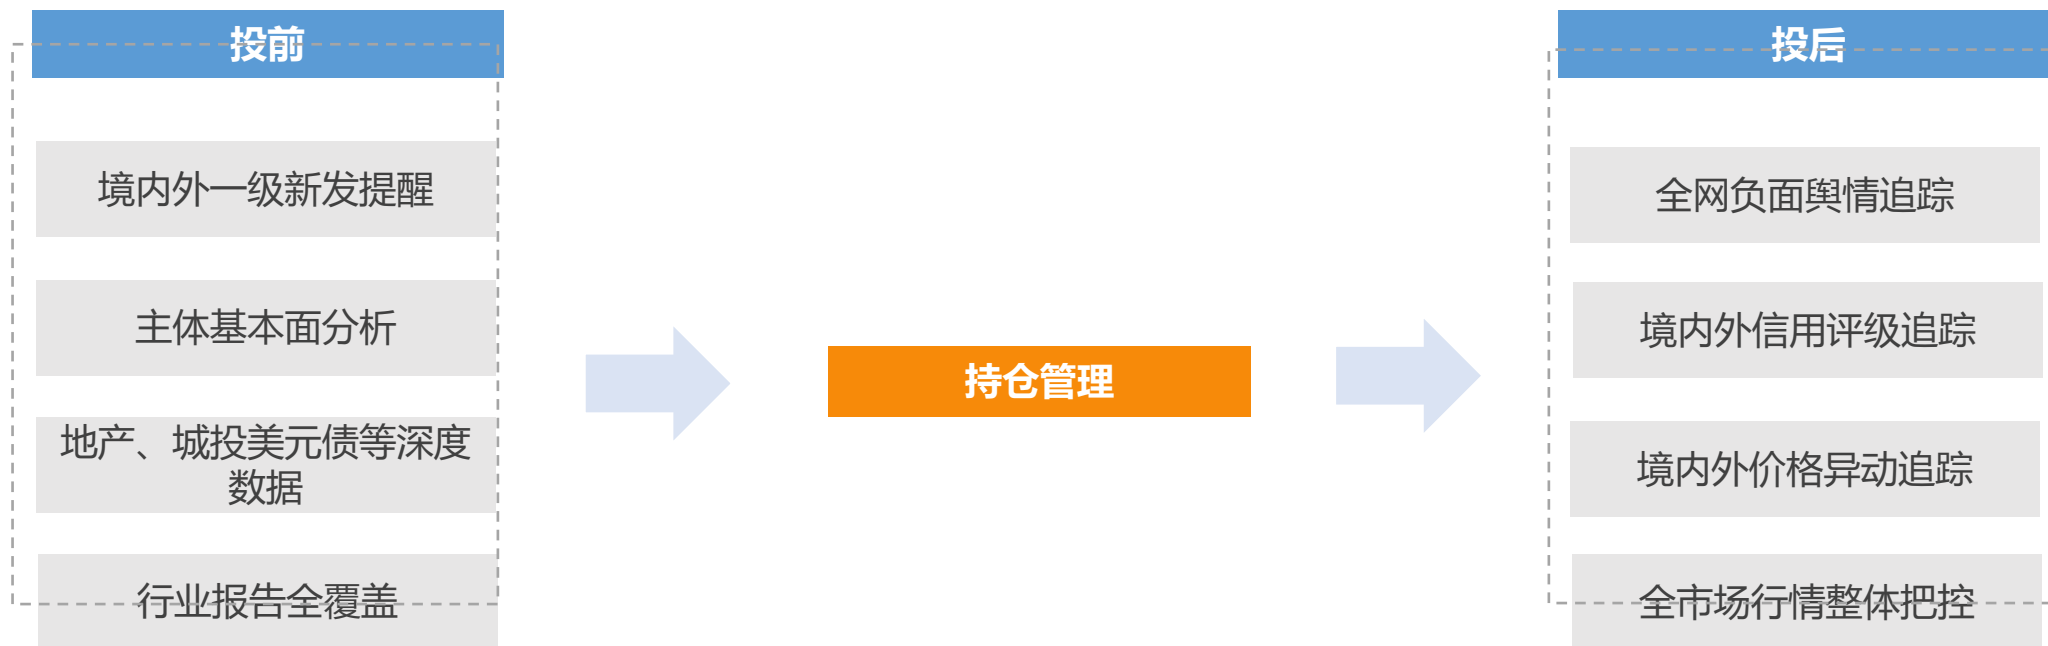 投前
境内外一级新发提醒
主体基本面分析
地产、城投美元债等深度
数据
行业报告全覆盖
持仓管理
投后
全网负面舆情追踪
境内外信用评级追踪
境内外价格异动追踪
全市场行情整体把控